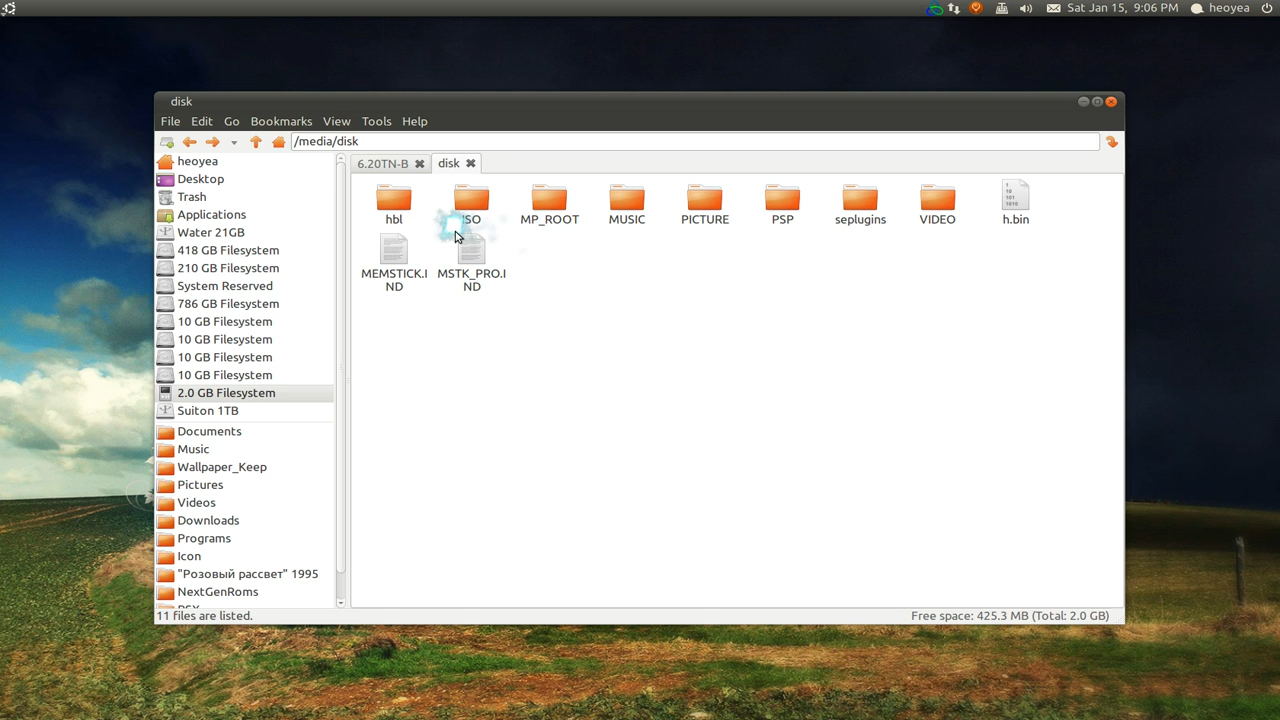 Sat Jan 15, 9:06 PM heoyea
disk
File Edit Go Bookmarks View Tools Help
/media/disk
heoyea
Desktop
Trash
Applications
Water 21GB
418 GB Filesystem
210 GB Filesystem
System Reserved
786 GB Filesystem
10 GB Filesystem
10 GB Filesystem
10 GB Filesystem
10 GB Filesystem
2.0 GB Filesystem
Suiton 1TB
Documents
Music
Wallpaper_Keep
Pictures
Videos
Downloads
Programs
Icon
"Розовый рассвет" 1995
NextGenRoms
6.20TN-B disk
hbl ISO MP_ROOT MUSIC PICTURE PSP seplugins VIDEO h.bin
MEMSTICK.I MSTK_PRO.I
ND ND
11 files are listed. Free space: 425.3 MB (Total: 2.0 GB)